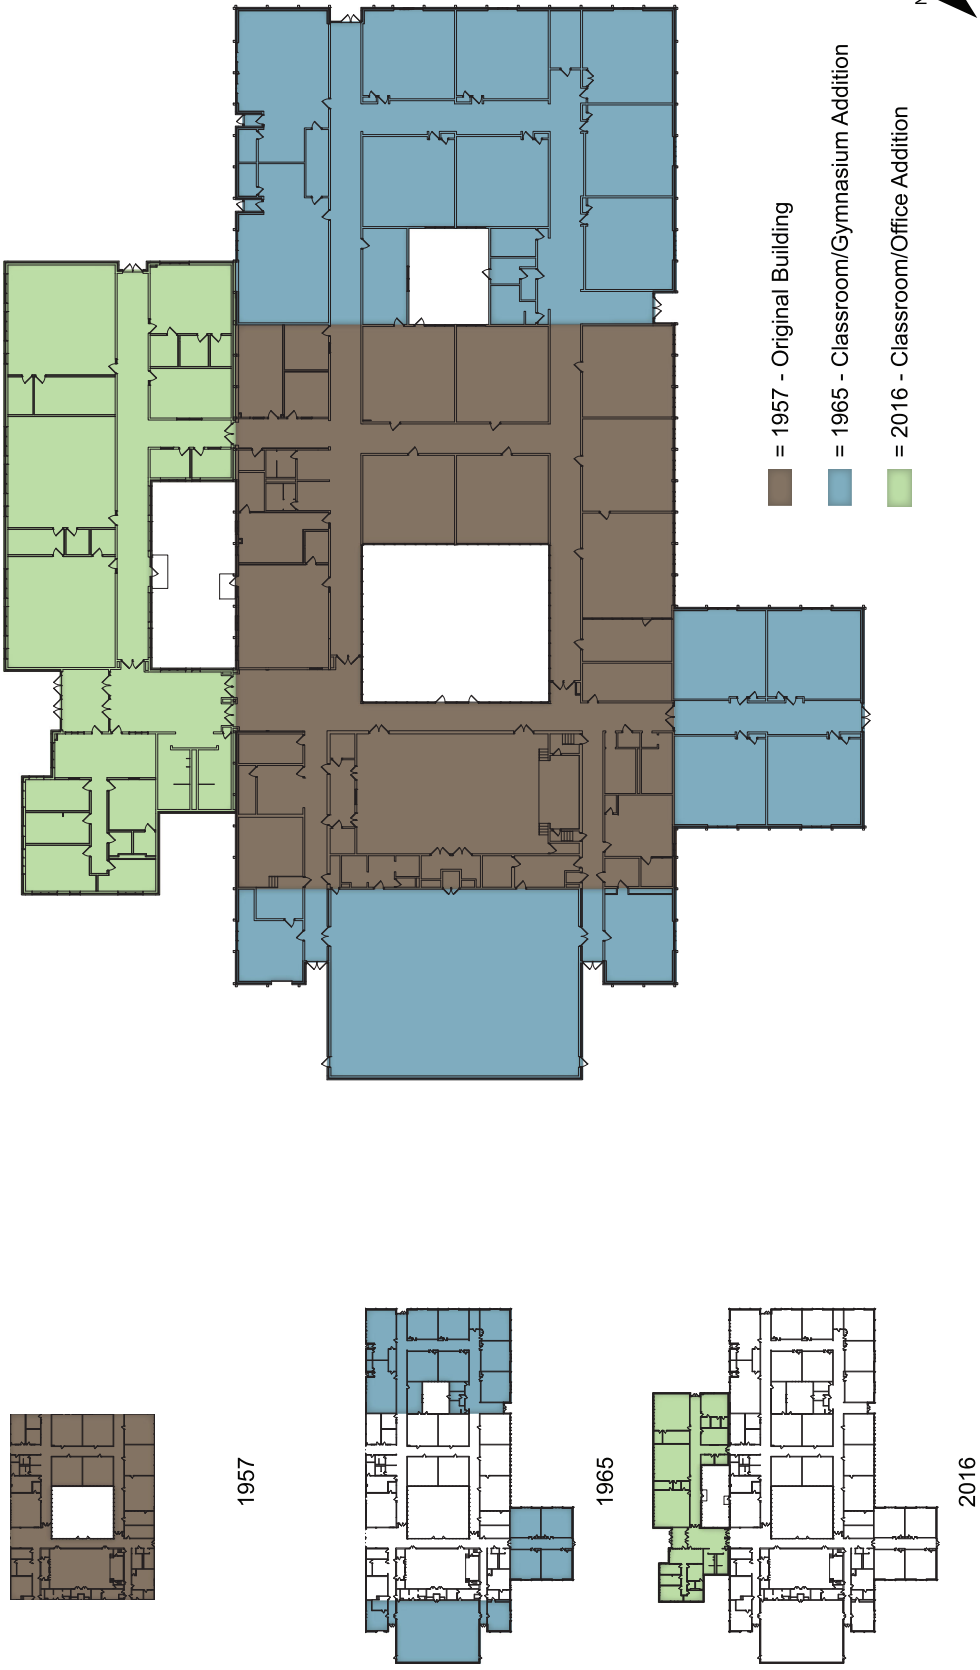 N
= 1957 - Original Building
= 1965 - Classroom/Gymnasium Addition
= 2016 - Classroom/Office Addition
1957
1965
2016